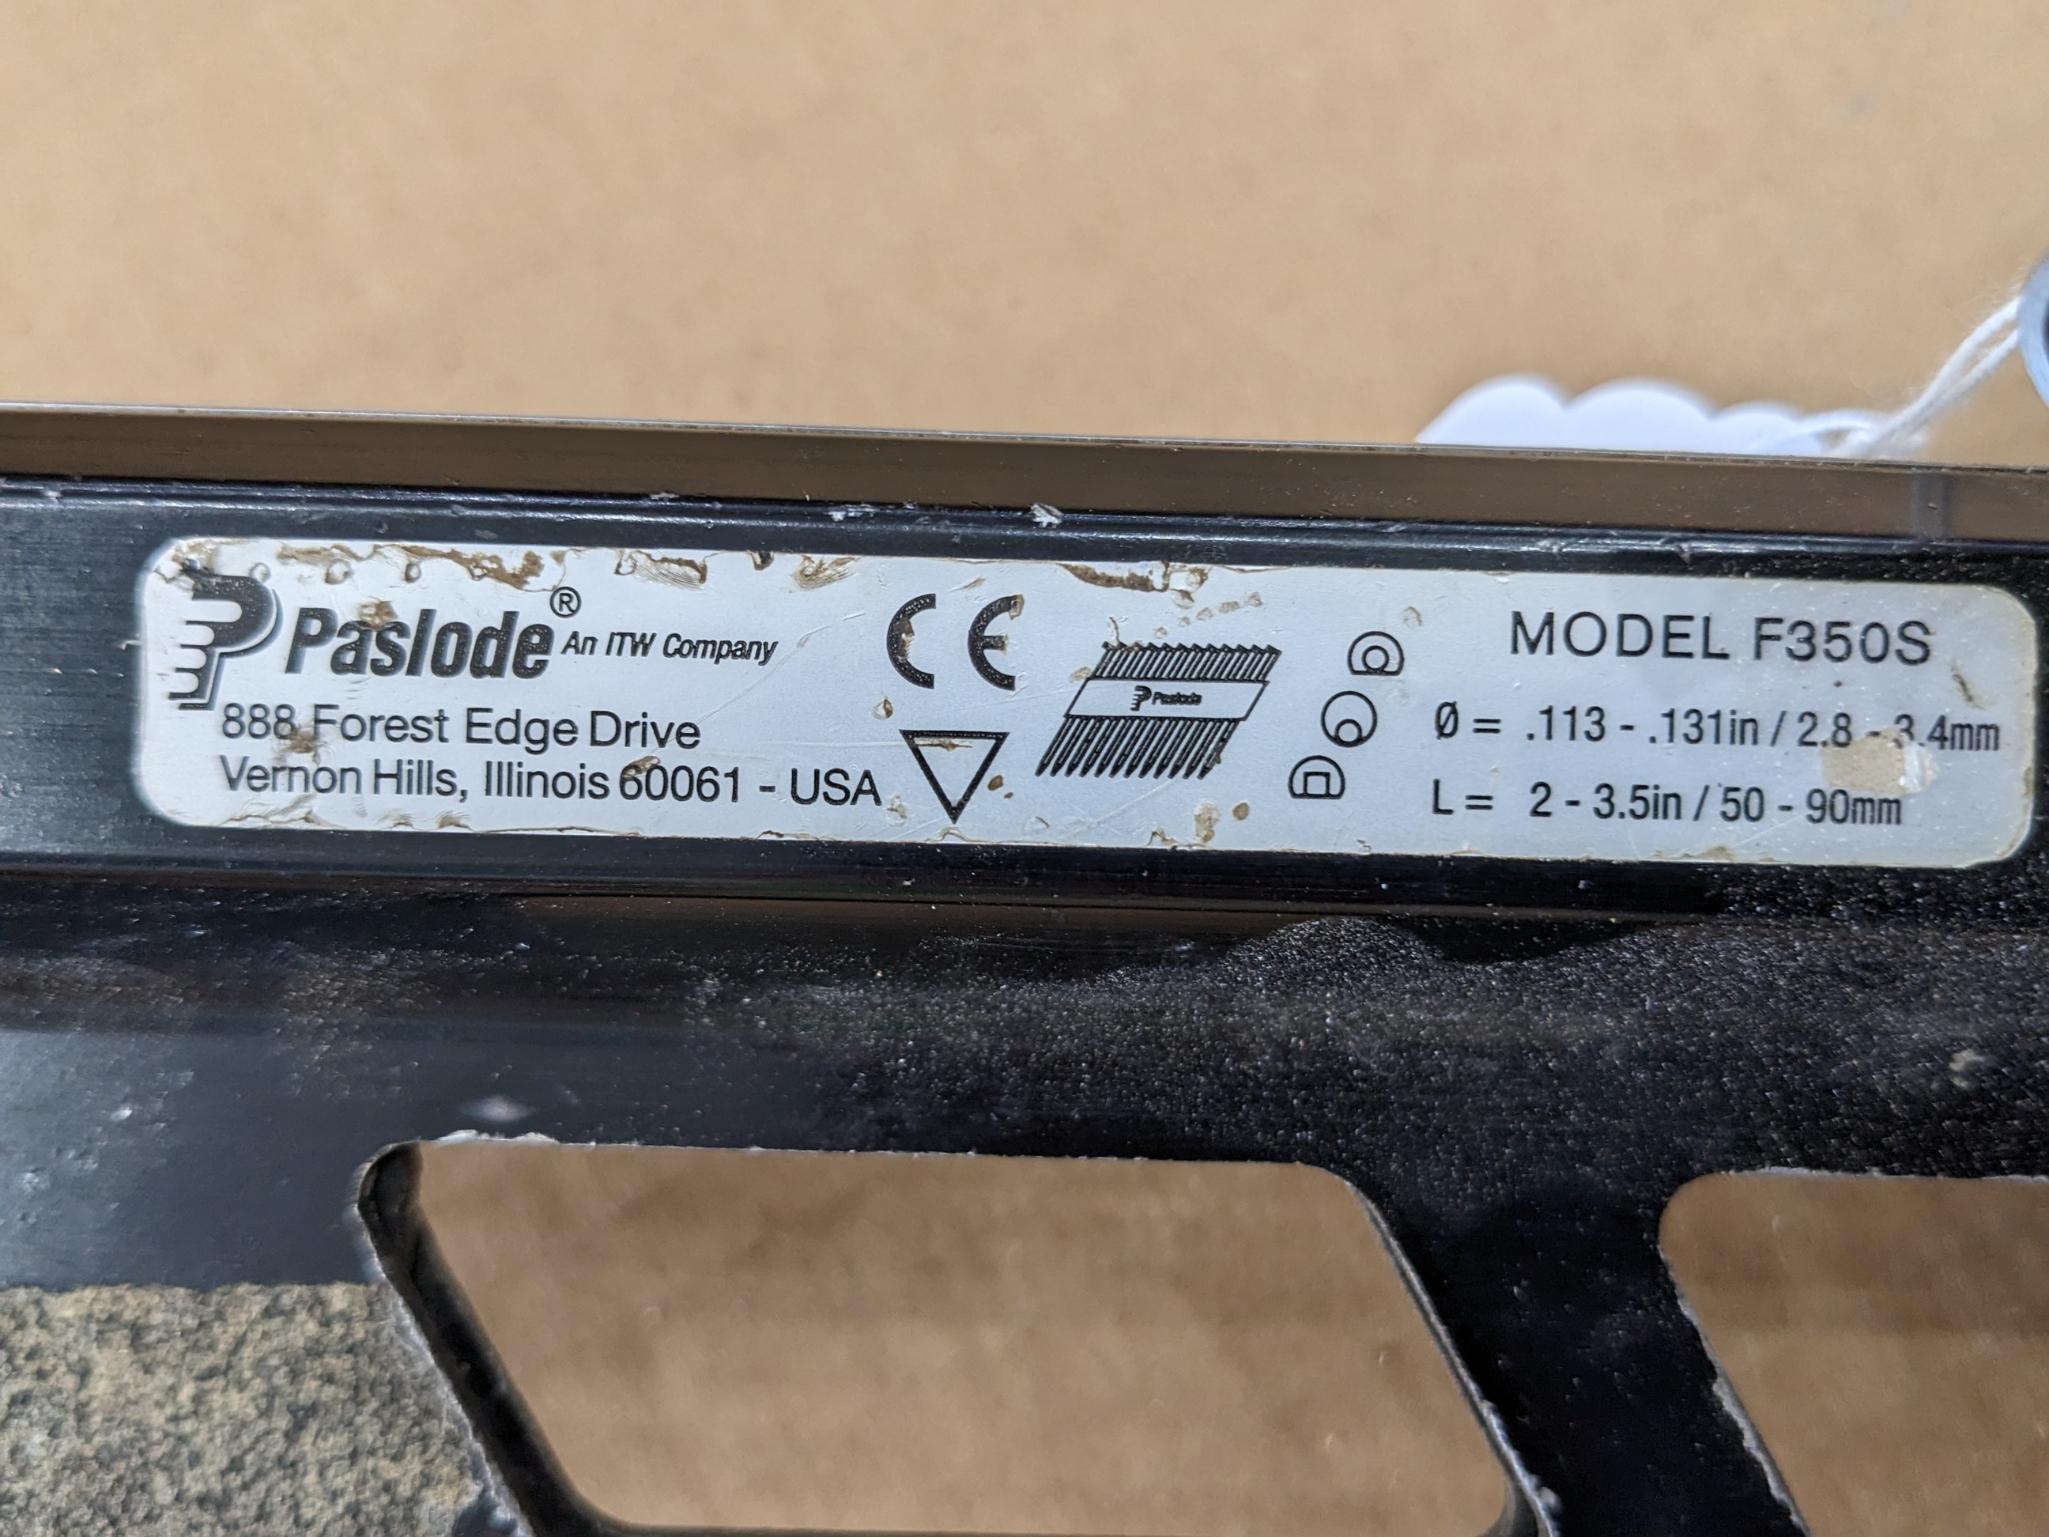 Paslode® An ITW Company
888 Forest Edge Drive
Vernon Hills, Illinois 60061 - USA
CE
Paslode
MODEL F350S
Ø = .113 - .131in / 2.8 - 3.4mm
L = 2 - 3.5in / 50 - 90mm